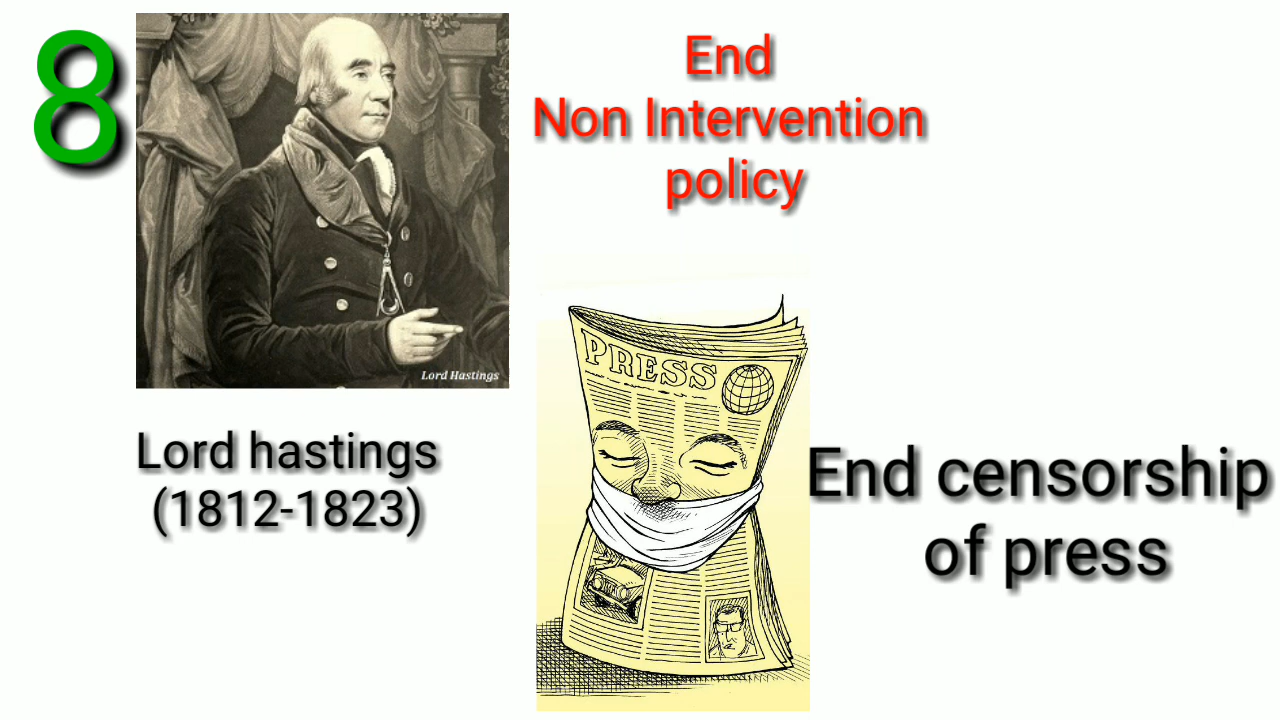 8
End
Non Intervention
policy
Lord Hastings
Lord hastings
(1812-1823)
PRESS
End censorship
of press